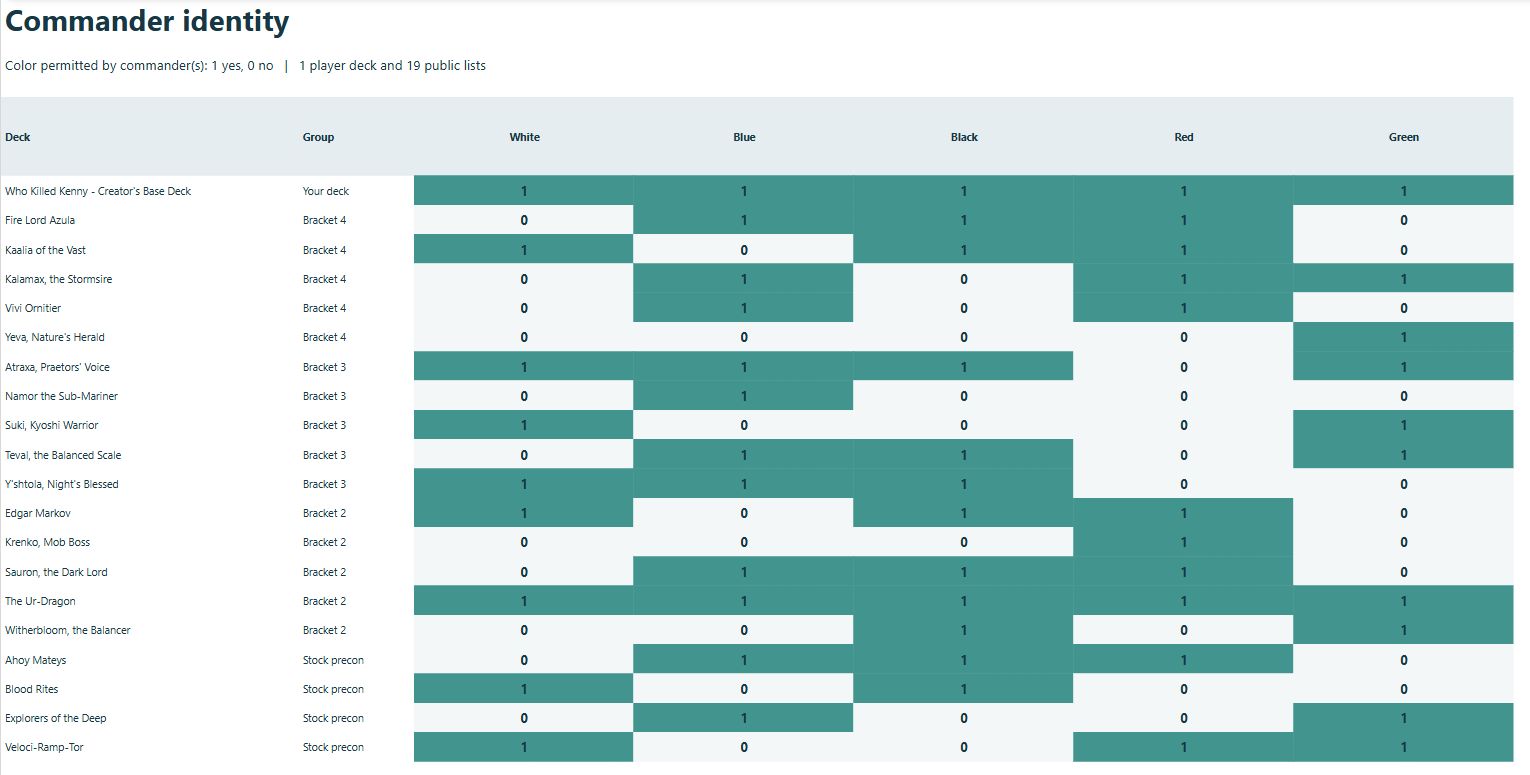 Commander identity
Color permitted by commander(s): 1 yes, 0 no | 1 player deck and 19 public lists
Deck Group White Blue Black Red Green
Who Killed Kenny - Creator's Base Deck Your deck 1 1 1 1 1
Fire Lord Azula Bracket 4 0 1 1 1 0
Kaalia of the Vast Bracket 4 1 0 1 1 0
Kalamax, the Stormsire Bracket 4 0 1 0 1 1
Vivi Ornitier Bracket 4 0 1 0 1 0
Yeva, Nature's Herald Bracket 4 0 0 0 0 1
Atraxa, Praetors' Voice Bracket 3 1 1 1 0 1
Namor the Sub-Mariner Bracket 3 0 1 0 0 0
Suki, Kyoshi Warrior Bracket 3 1 0 0 0 1
Teval, the Balanced Scale Bracket 3 0 1 1 0 1
Y'shtola, Night's Blessed Bracket 3 1 1 1 0 0
Edgar Markov Bracket 2 1 0 1 1 0
Krenko, Mob Boss Bracket 2 0 0 0 1 0
Sauron, the Dark Lord Bracket 2 0 1 1 1 0
The Ur-Dragon Bracket 2 1 1 1 1 1
Witherbloom, the Balancer Bracket 2 0 0 1 0 1
Ahoy Mateys Stock precon 0 1 1 1 0
Blood Rites Stock precon 1 0 1 0 0
Explorers of the Deep Stock precon 0 1 0 0 1
Veloci-Ramp-Tor Stock precon 1 0 0 1 1